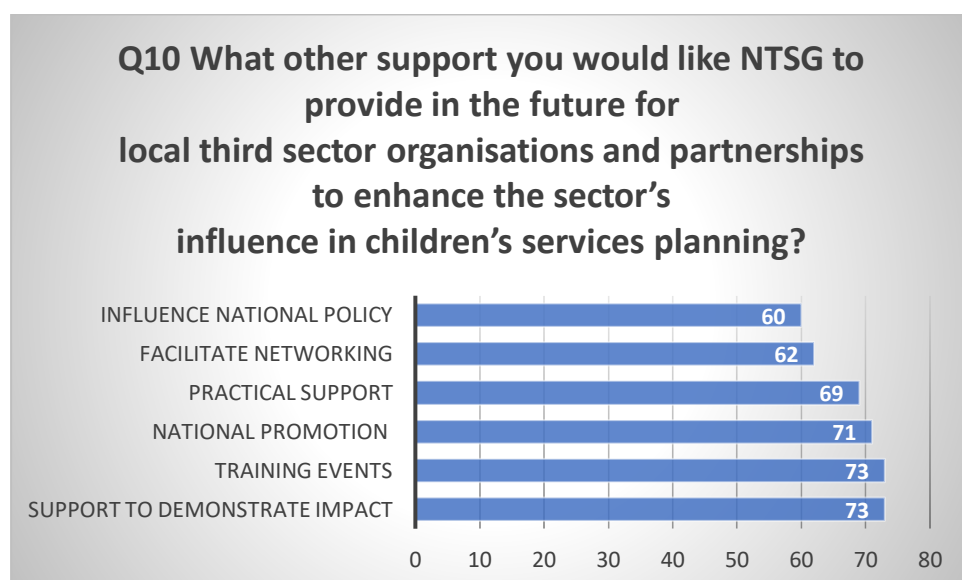 Q10 What other support you would like NTSG to
provide in the future for
local third sector organisations and partnerships
to enhance the sector’s
influence in children’s services planning?
INFLUENCE NATIONAL POLICY 60
FACILITATE NETWORKING 62
PRACTICAL SUPPORT 69
NATIONAL PROMOTION 71
TRAINING EVENTS 73
SUPPORT TO DEMONSTRATE IMPACT 73
0 10 20 30 40 50 60 70 80